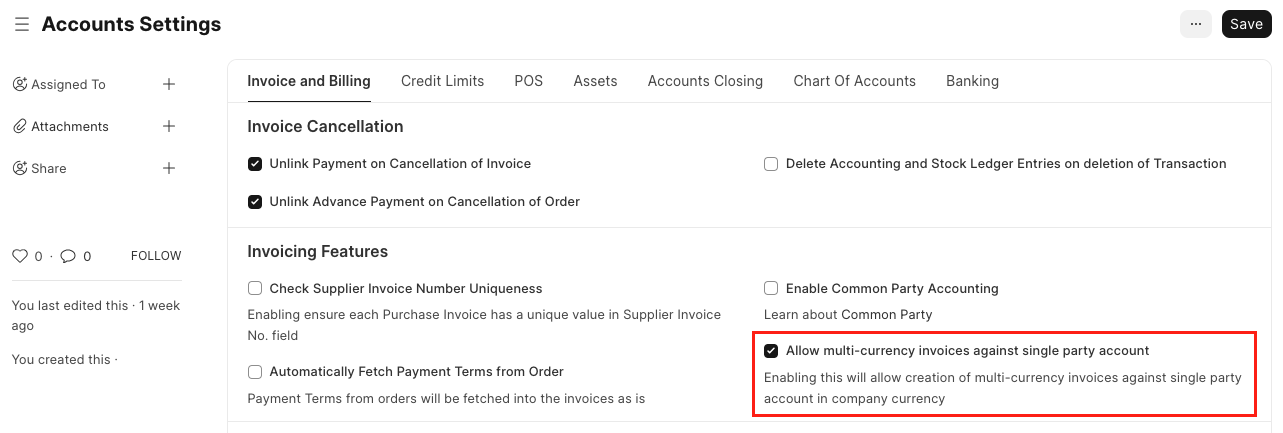 Accounts Settings
...
Save
Assigned To
Attachments
Share
0 · 0 FOLLOW
You last edited this · 1 week
ago
You created this ·
Invoice and Billing Credit Limits POS Assets Accounts Closing Chart Of Accounts Banking
Invoice Cancellation
Unlink Payment on Cancellation of Invoice
Delete Accounting and Stock Ledger Entries on deletion of Transaction
Unlink Advance Payment on Cancellation of Order
Invoicing Features
Check Supplier Invoice Number Uniqueness
Enabling ensure each Purchase Invoice has a unique value in Supplier Invoice
No. field
Automatically Fetch Payment Terms from Order
Payment Terms from orders will be fetched into the invoices as is
Enable Common Party Accounting
Learn about Common Party
Allow multi-currency invoices against single party account
Enabling this will allow creation of multi-currency invoices against single party
account in company currency